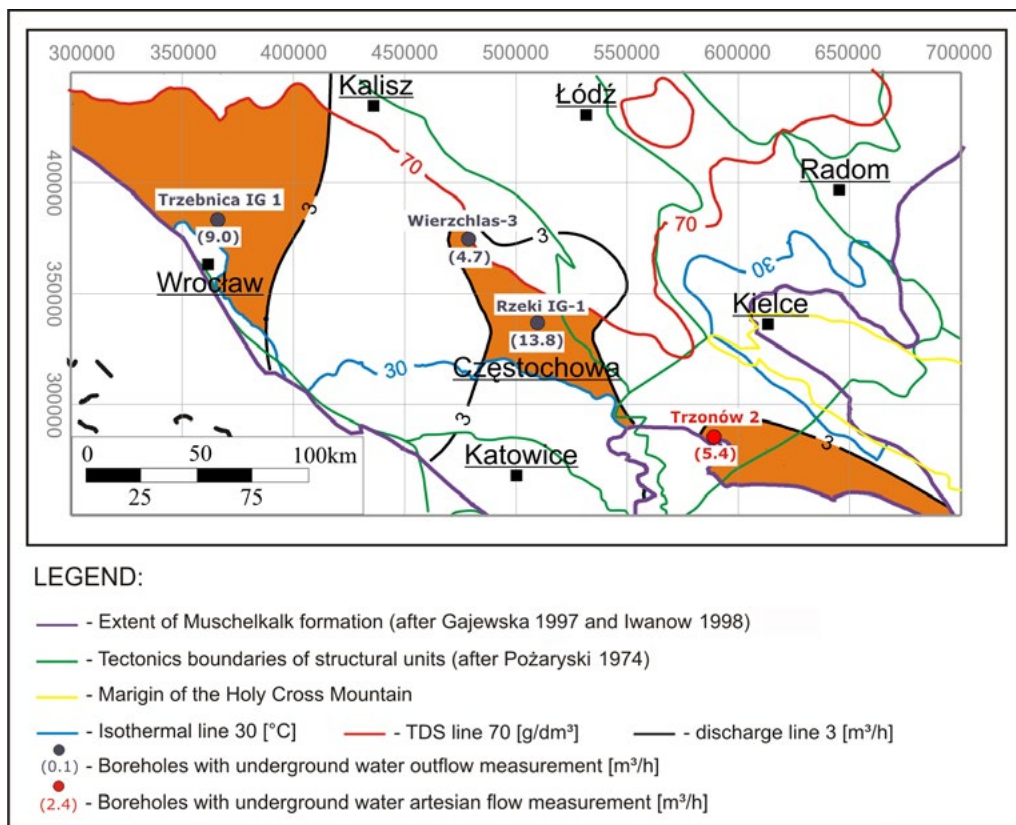 300000 350000 400000 450000 500000 550000 600000 650000 700000
Kalisz
Łódź
70
4000000
Radom
Trzebnica IG 1
(9.0)
3
Wierzchlas-3
(4.7)
3
70
30
Wrocław
3500000
Rzeki IG-1
(13.8)
Kielce
30
Częstochowa
3000000
3
Trzonów 2
(5.4)
3
0 50 100km
25 75
Katowice
LEGEND:
- Extent of Muschelkalk formation (after Gajewska 1997 and Iwanow 1998)
- Tectonics boundaries of structural units (after Pożaryski 1974)
- Marigin of the Holy Cross Mountain
- Isothermal line 30 [°C] - TDS line 70 [g/dm³] - discharge line 3 [m³/h]
(0.1) - Boreholes with underground water outflow measurement [m³/h]
(2.4) - Boreholes with underground water artesian flow measurement [m³/h]